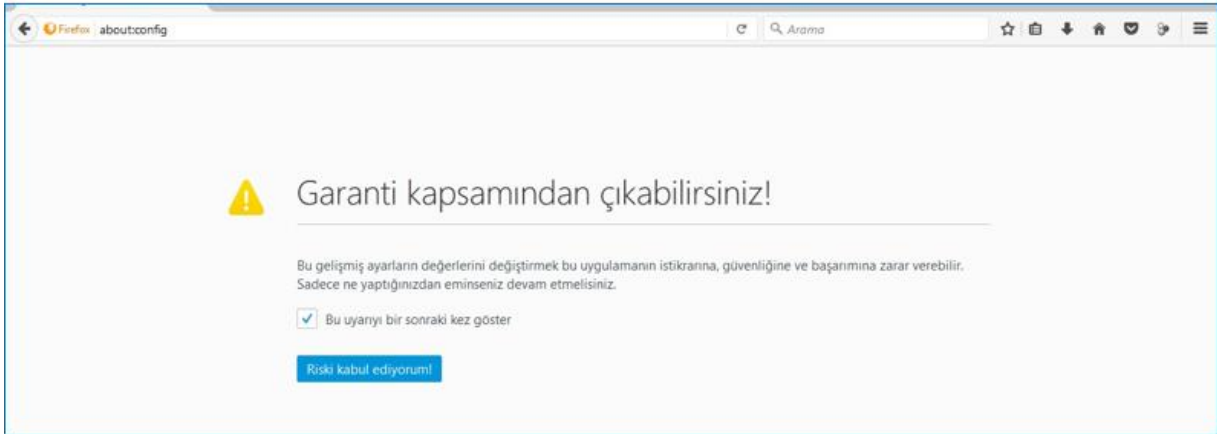 Firefox about:config
Arama
Garanti kapsamından çıkabilirsiniz!
Bu gelişmiş ayarların değerlerini değiştirmek bu uygulamanın istikrarına, güvenliğine ve başarımına zarar verebilir.
Sadece ne yaptığınızdan eminseniz devam etmelisiniz.
Bu uyarıyı bir sonraki kez göster
Riski kabul ediyorum!